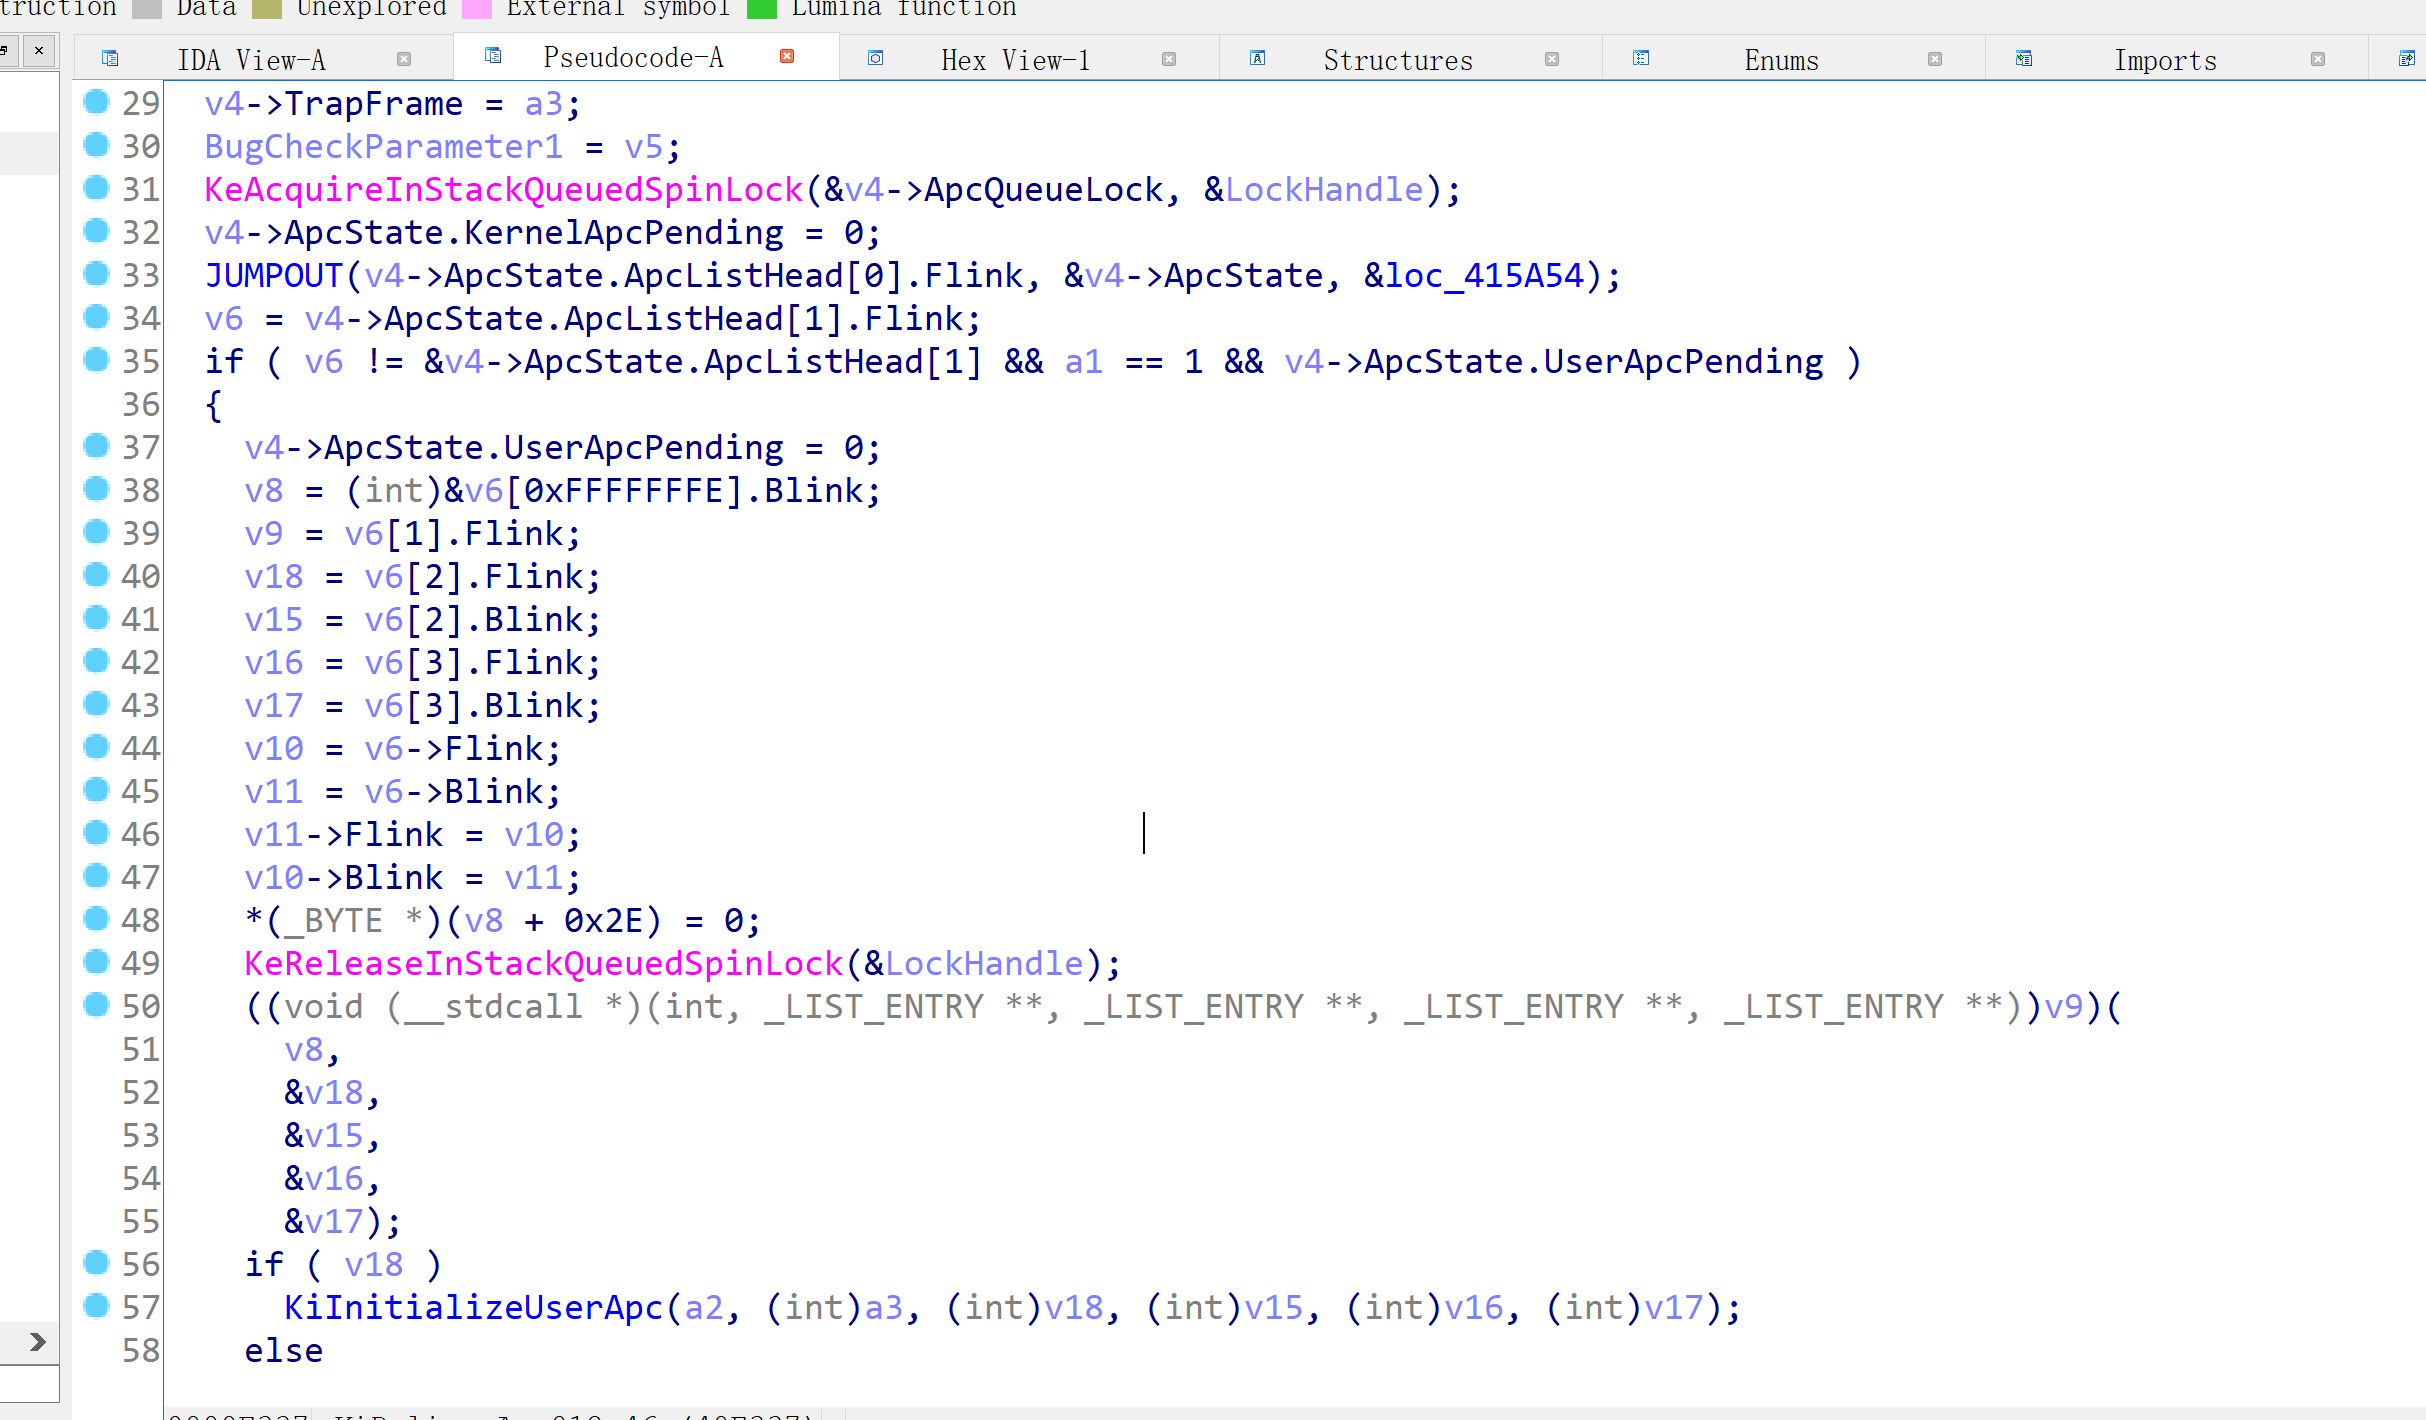 Data Unexplored External symbol Lumina function
IDA View-A Pseudocode-A Hex View-1 Structures Enums Imports
29 v4->TrapFrame = a3;
30 BugCheckParameter1 = v5;
31 KeAcquireInStackQueuedSpinLock(&v4->ApcQueueLock, &LockHandle);
32 v4->ApcState.KernelApcPending = 0;
33 JUMPOUT(v4->ApcState.ApcListHead[0].Flink, &v4->ApcState, &loc_415A54);
34 v6 = v4->ApcState.ApcListHead[1].Flink;
35 if ( v6 != &v4->ApcState.ApcListHead[1] && a1 == 1 && v4->ApcState.UserApcPending )
36 {
37 v4->ApcState.UserApcPending = 0;
38 v8 = (int)&v6[0xFFFFFFFE].Blink;
39 v9 = v6[1].Flink;
40 v18 = v6[2].Flink;
41 v15 = v6[2].Blink;
42 v16 = v6[3].Flink;
43 v17 = v6[3].Blink;
44 v10 = v6->Flink;
45 v11 = v6->Blink;
46 v11->Flink = v10;
47 v10->Blink = v11;
48 *(_BYTE *)(v8 + 0x2E) = 0;
49 KeReleaseInStackQueuedSpinLock(&LockHandle);
50 ((void (__stdcall *)(int, _LIST_ENTRY **, _LIST_ENTRY **, _LIST_ENTRY **, _LIST_ENTRY **))v9)(
51 v8,
52 &v18,
53 &v15,
54 &v16,
55 &v17);
56 if ( v18 )
57 KiInitializeUserApc(a2, (int)a3, (int)v18, (int)v15, (int)v16, (int)v17);
58 else